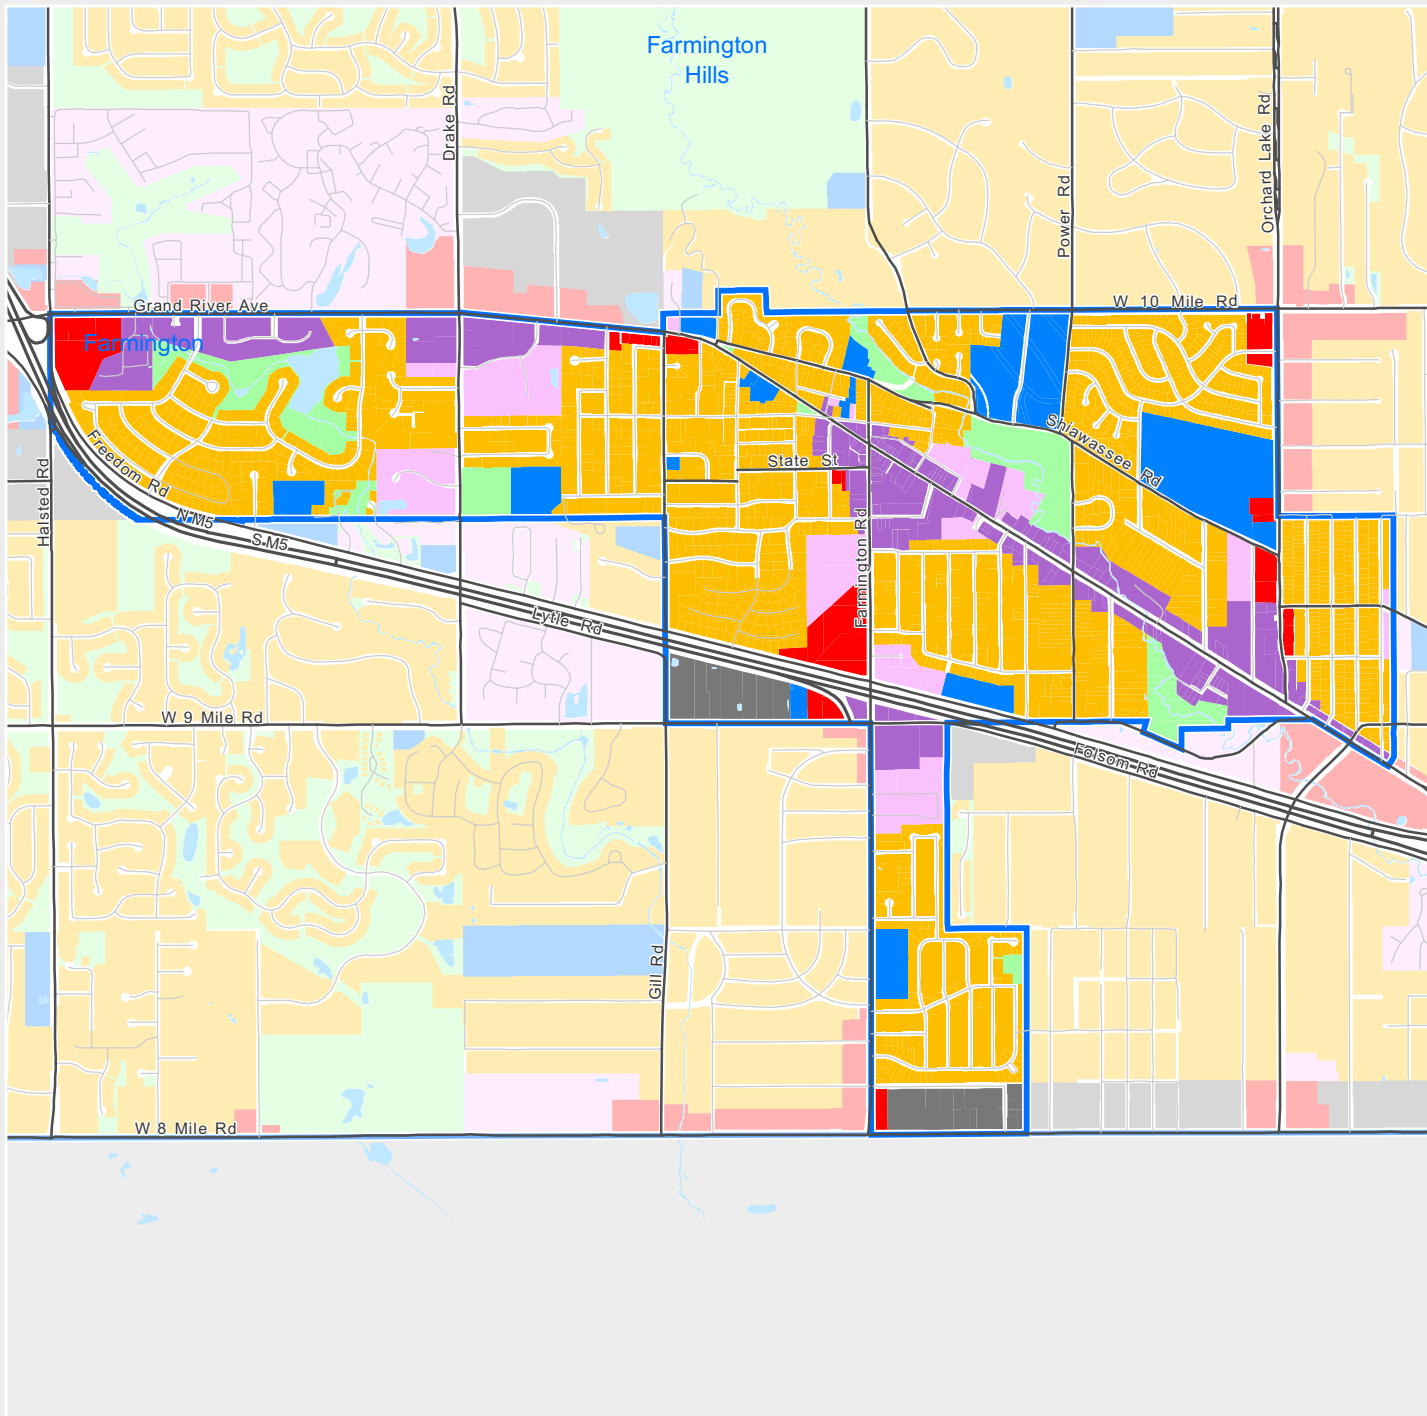 Farmington
Hills
Drake Rd
Orchard Lake Rd
Power Rd
Grand River Ave
W 10 Mile Rd
Farmington
Shiawassee Rd
Freedom Rd
State St
Halsted Rd
N M5
S M5
Farmington Rd
Lytle Rd
W 9 Mile Rd
Folsom Rd
Gill Rd
W 8 Mile Rd